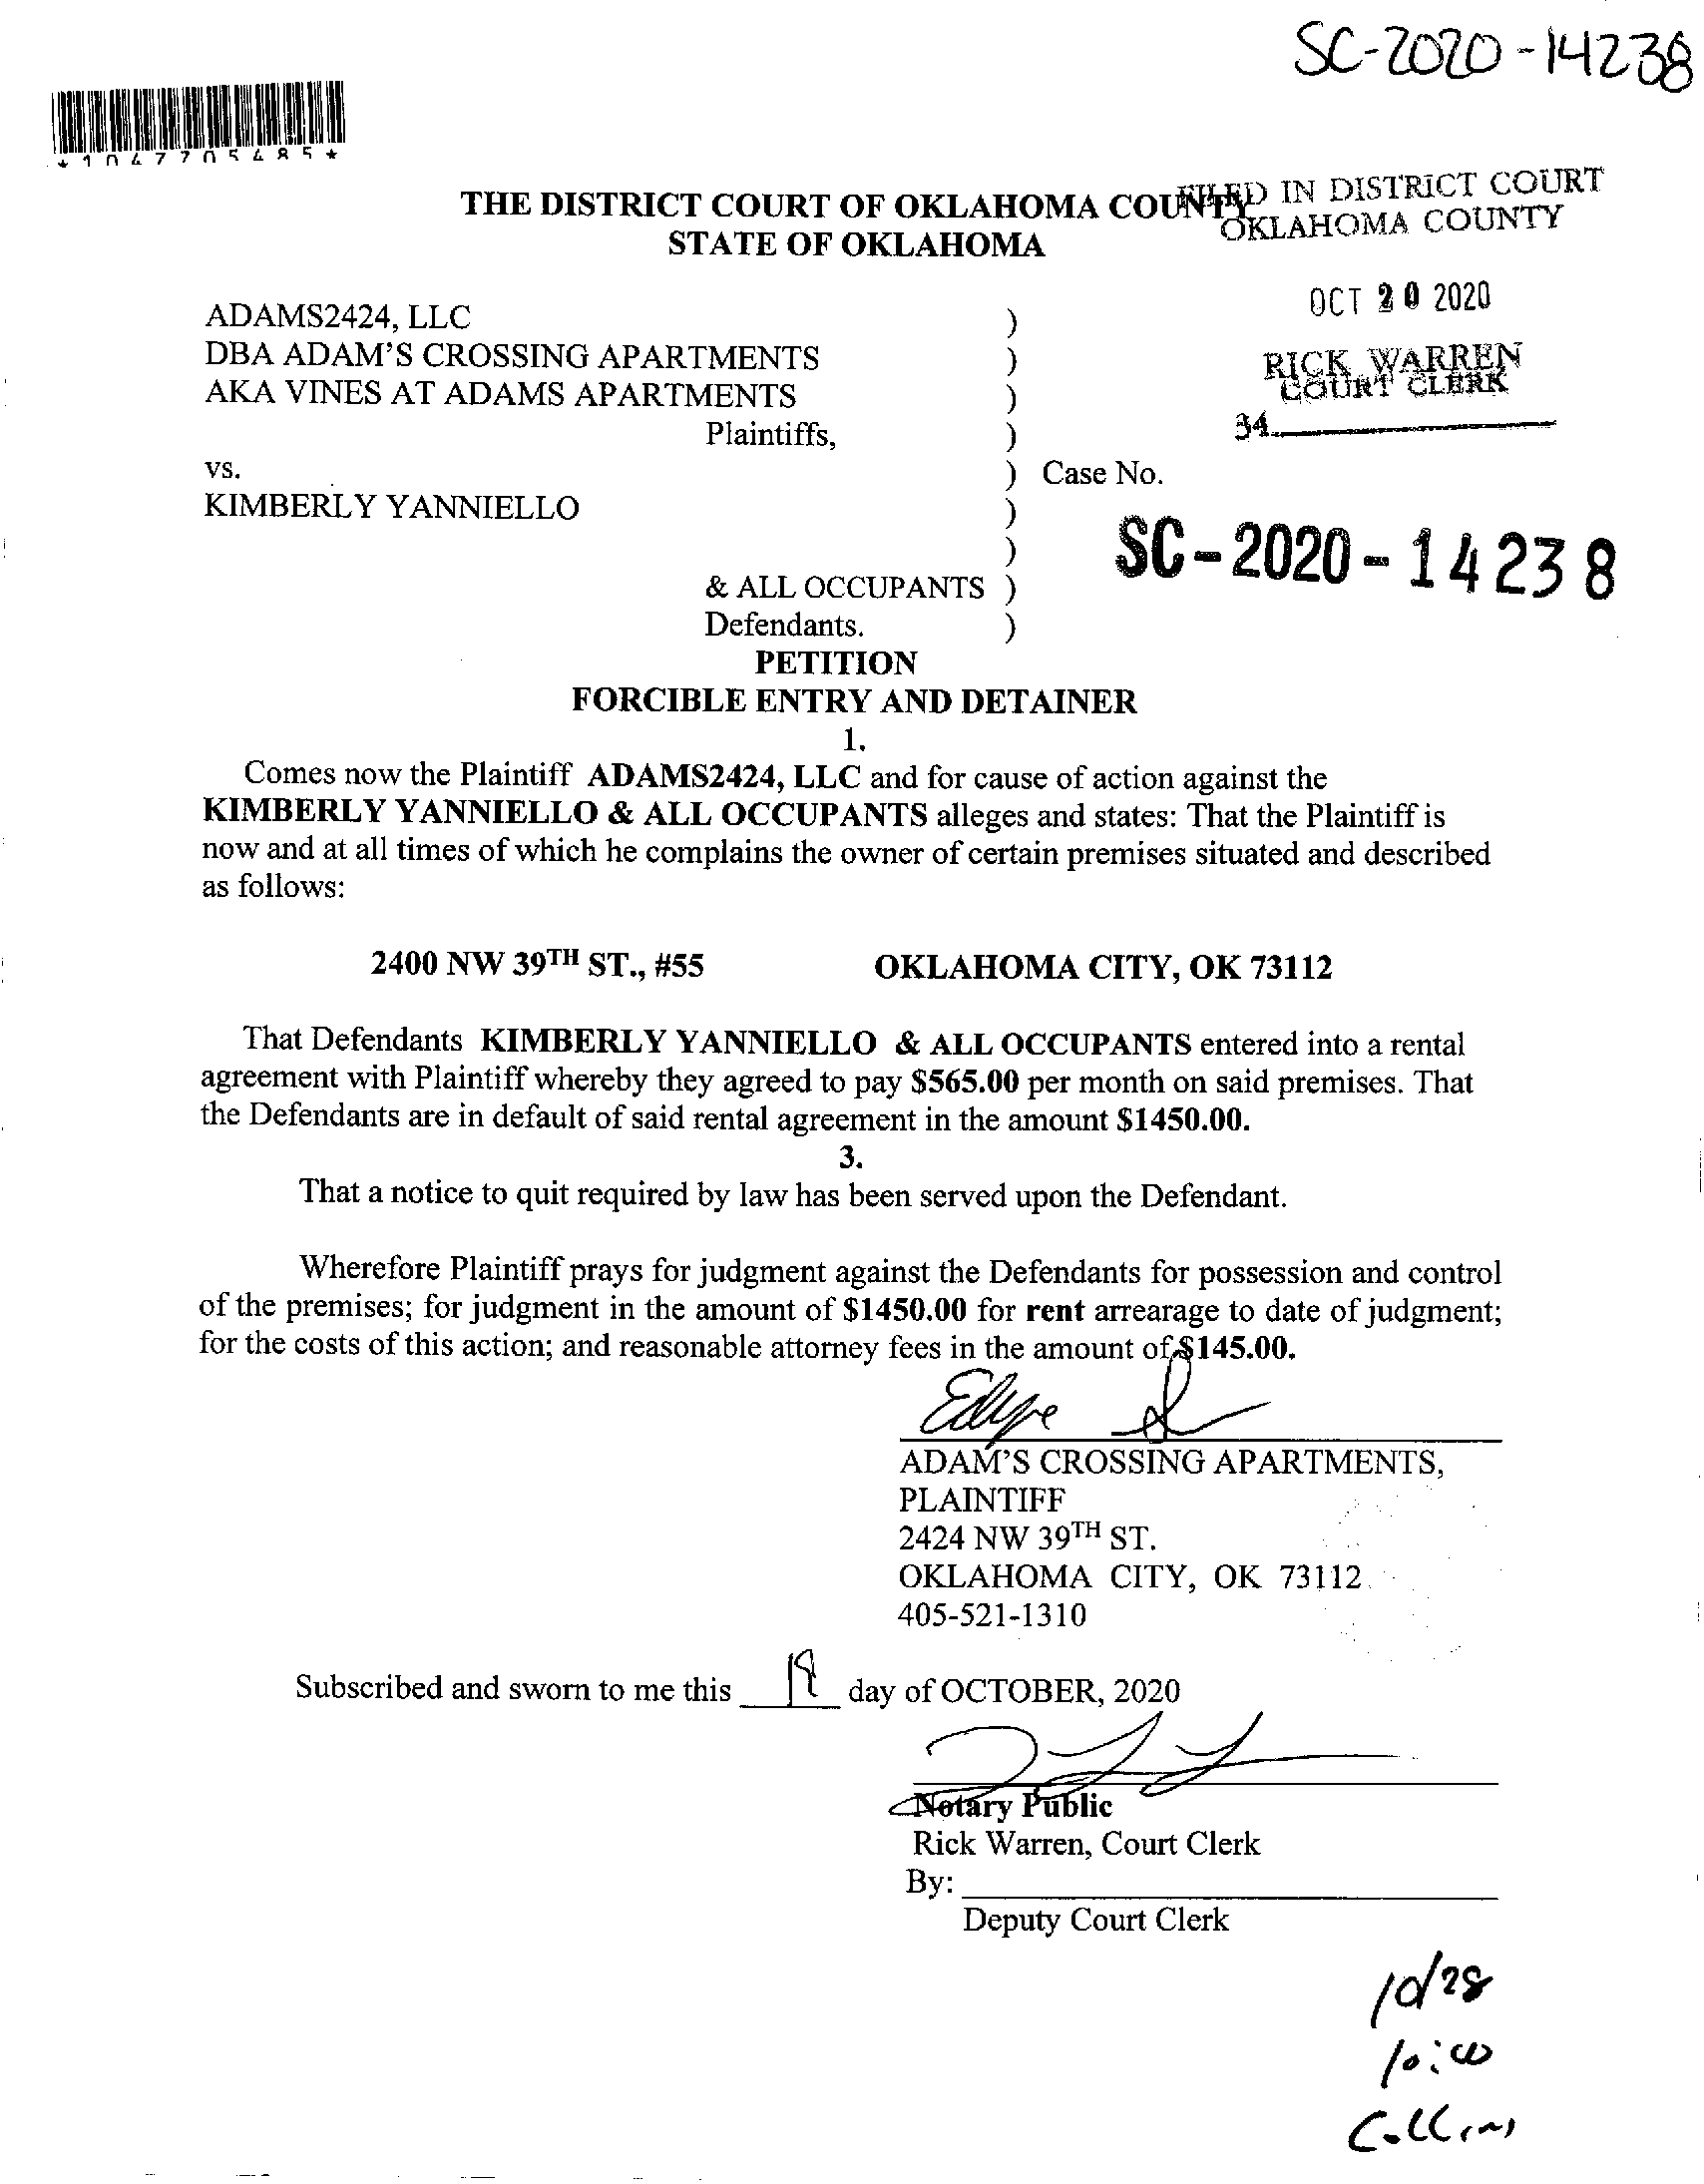 SC-2020-14238
*1047705485*
THE DISTRICT COURT OF OKLAHOMA COUNTY
STATE OF OKLAHOMA
FILED IN DISTRICT COURT
OKLAHOMA COUNTY
OCT 20 2020
RICK WARREN
COURT CLERK
34
ADAMS2424, LLC )
DBA ADAM'S CROSSING APARTMENTS )
AKA VINES AT ADAMS APARTMENTS )
Plaintiffs, )
vs. ) Case No.
KIMBERLY YANNIELLO )
)
SC-2020-14238
& ALL OCCUPANTS )
Defendants. )
PETITION
FORCIBLE ENTRY AND DETAINER
1.
Comes now the Plaintiff ADAMS2424, LLC and for cause of action against the
KIMBERLY YANNIELLO & ALL OCCUPANTS alleges and states: That the Plaintiff is
now and at all times of which he complains the owner of certain premises situated and described
as follows:
2400 NW 39TH ST., #55 OKLAHOMA CITY, OK 73112
That Defendants KIMBERLY YANNIELLO & ALL OCCUPANTS entered into a rental
agreement with Plaintiff whereby they agreed to pay $565.00 per month on said premises. That
the Defendants are in default of said rental agreement in the amount $1450.00.
3.
That a notice to quit required by law has been served upon the Defendant.
Wherefore Plaintiff prays for judgment against the Defendants for possession and control
of the premises; for judgment in the amount of $1450.00 for rent arrearage to date of judgment;
for the costs of this action; and reasonable attorney fees in the amount of $145.00.
ADAM'S CROSSING APARTMENTS,
PLAINTIFF
2424 NW 39TH ST.
OKLAHOMA CITY, OK 73112
405-521-1310
Subscribed and sworn to me this 19 day of OCTOBER, 2020
Notary Public
Rick Warren, Court Clerk
By:
Deputy Court Clerk
10/28
10:00
Collins